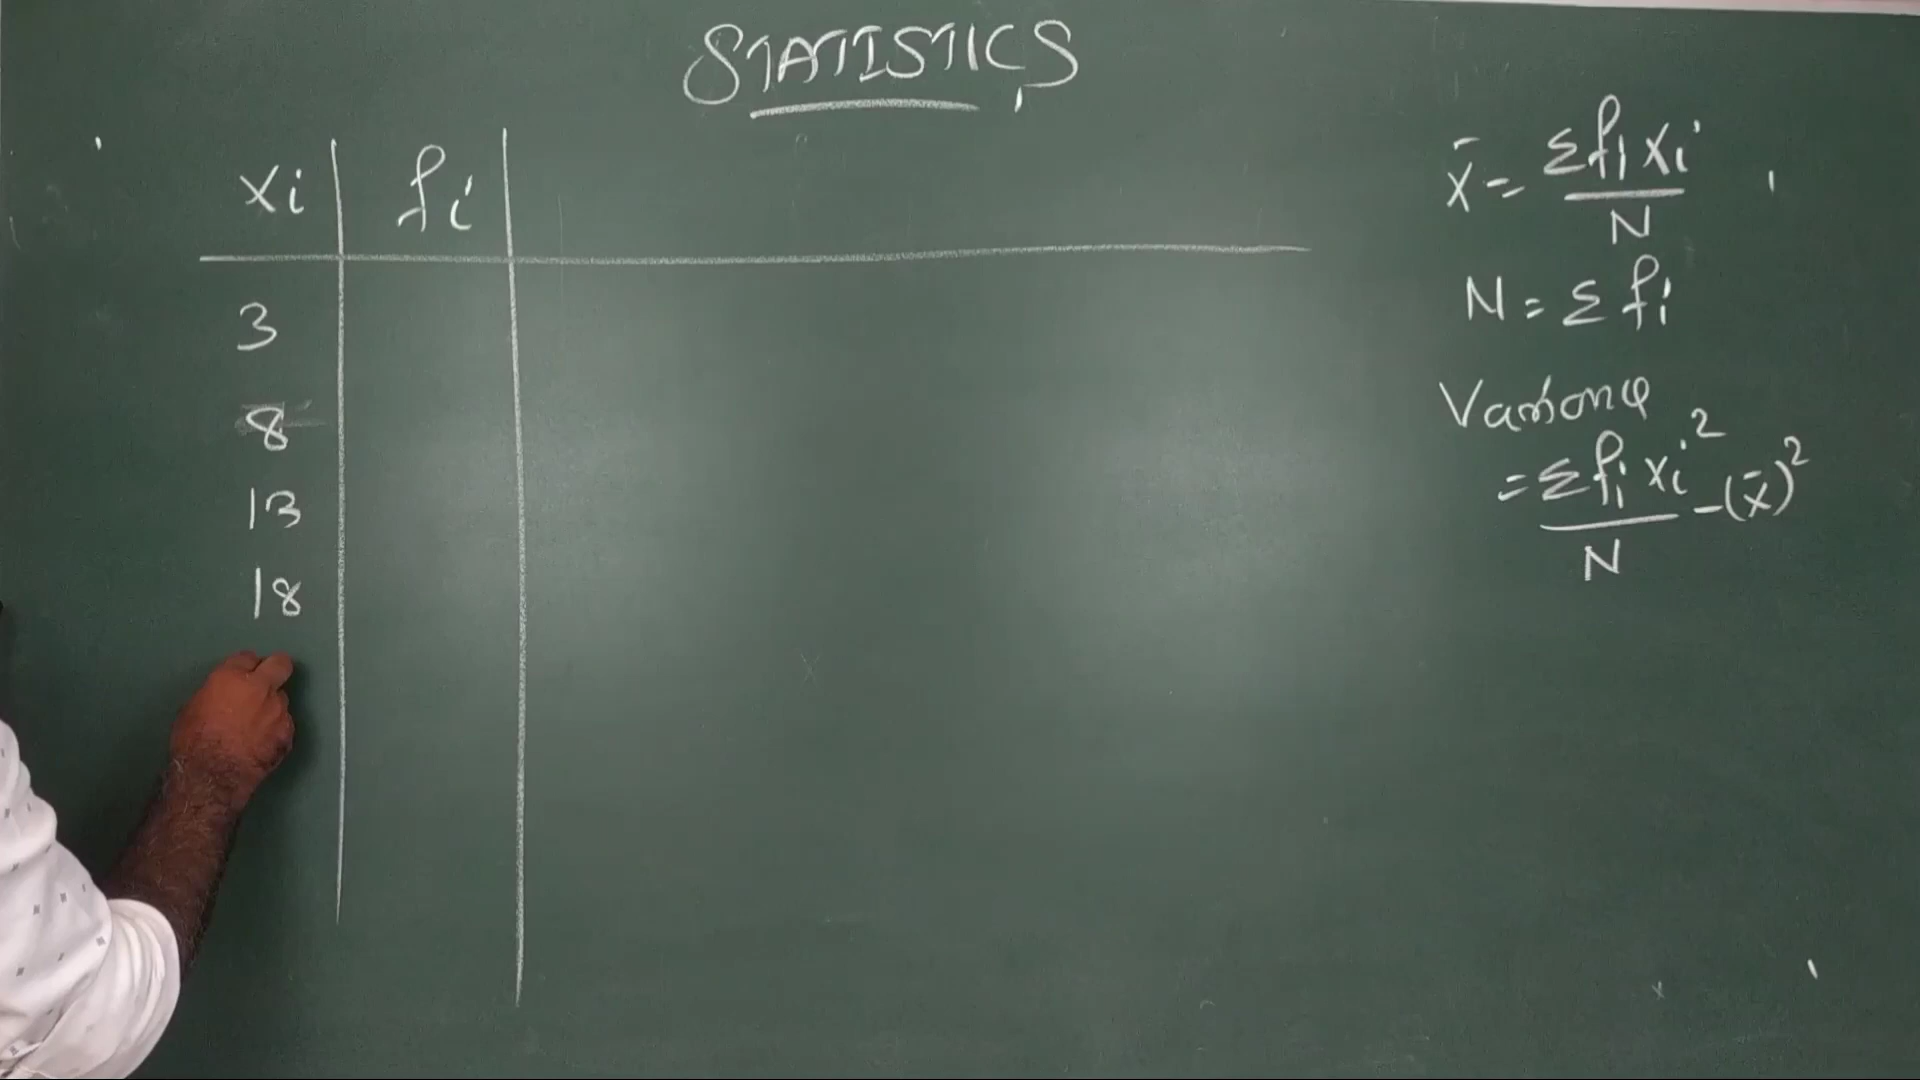 STATISTICS
xi fi
3
8
13
18
x̄ = Σfixi
N
N = Σfi
Variance
= Σfixi² - (x̄)²
N